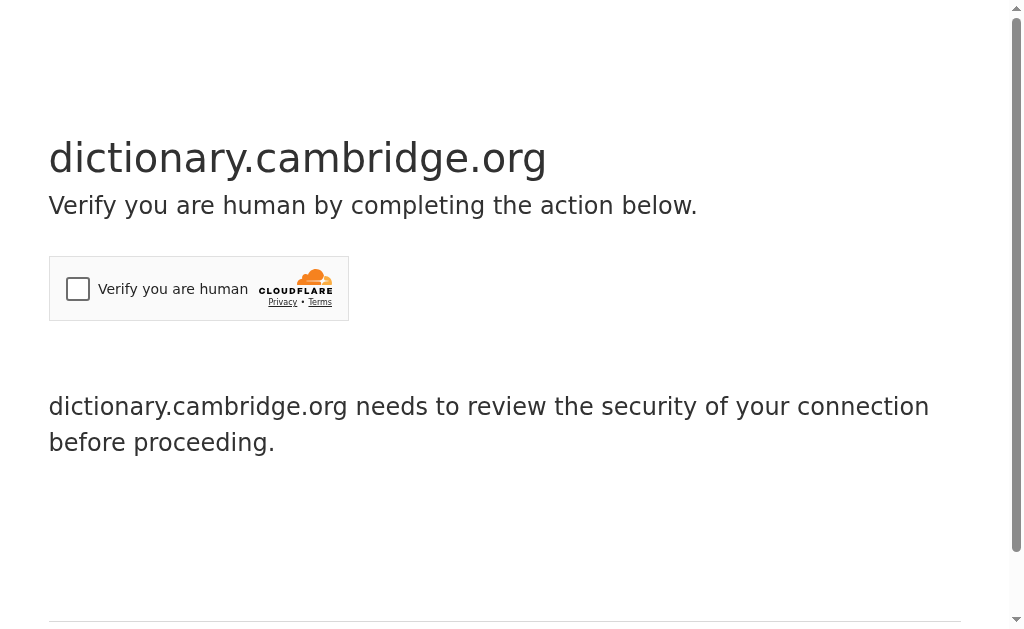 dictionary.cambridge.org
Verify you are human by completing the action below.
Verify you are human
CLOUDFLARE
Privacy • Terms
dictionary.cambridge.org needs to review the security of your connection
before proceeding.